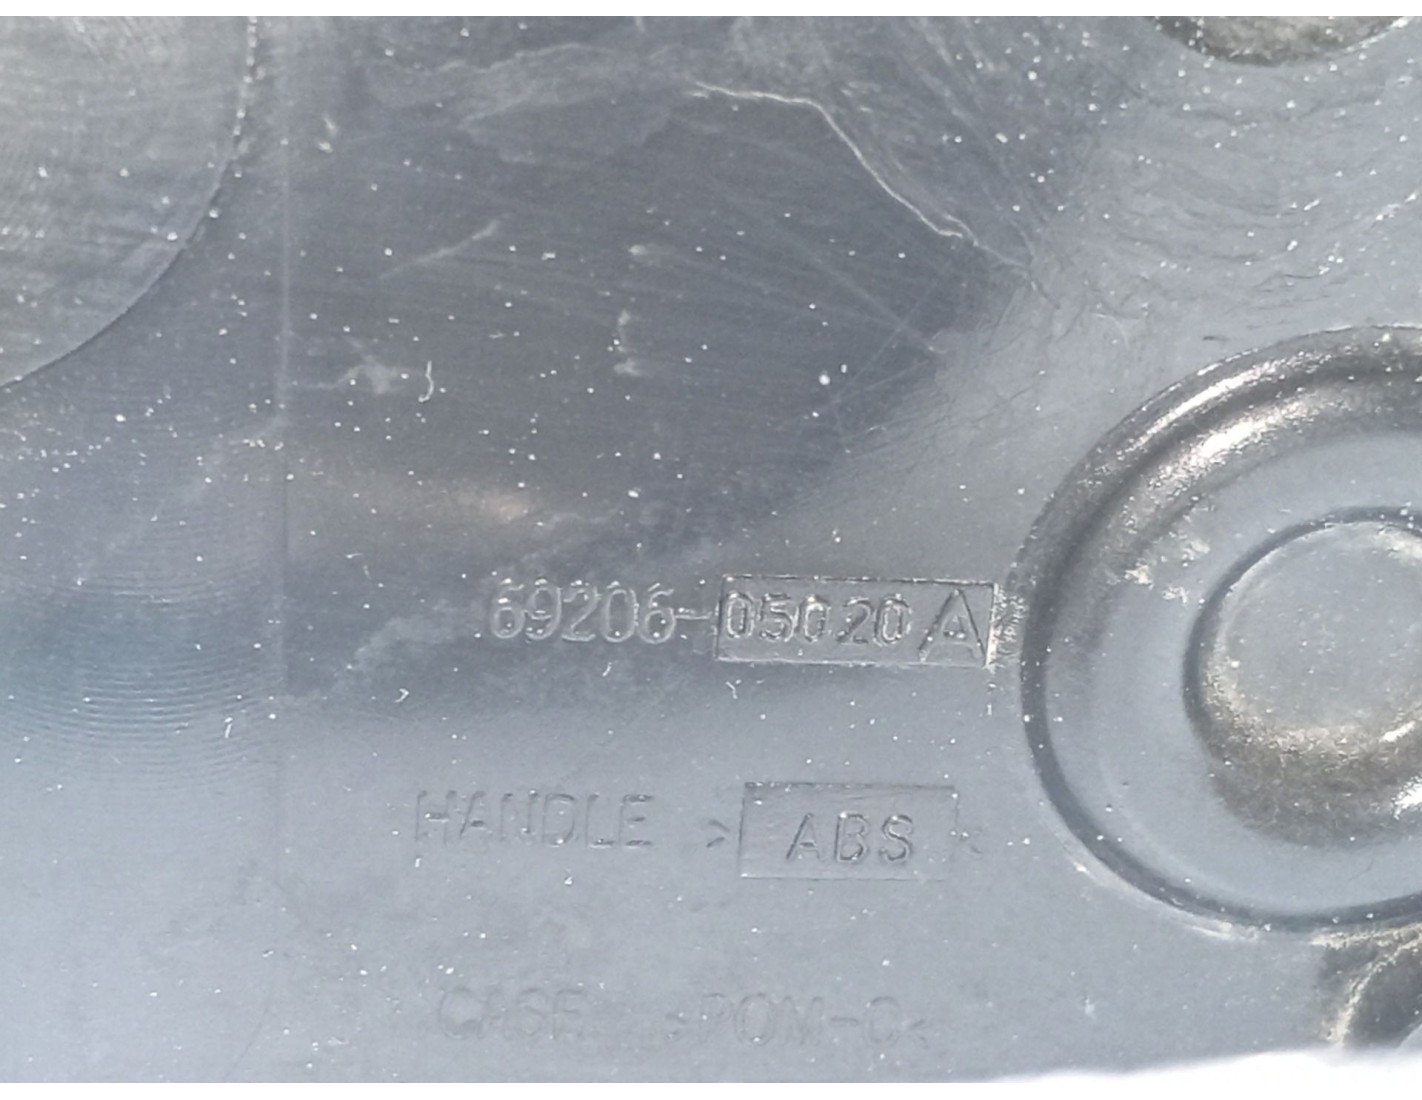 69206-05020 A
HANDLE >ABS<
CASE >POM-C<